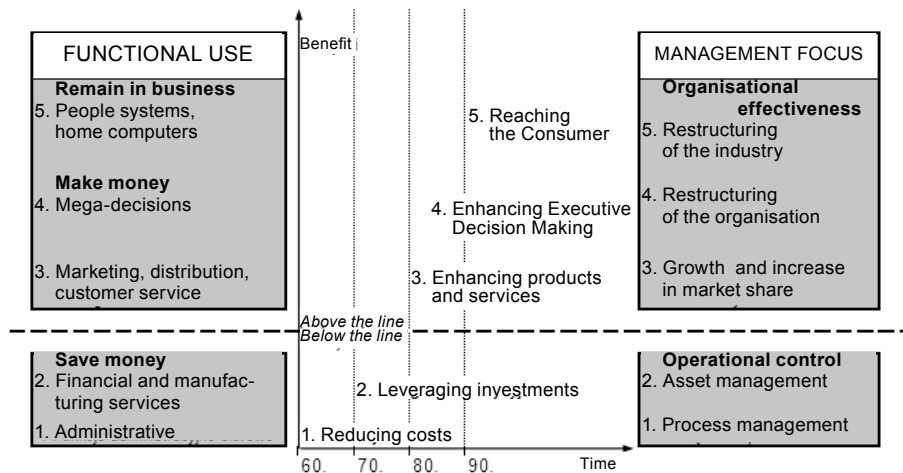 FUNCTIONAL USE
Remain in business
5. People systems,
home computers
Make money
4. Mega-decisions
3. Marketing, distribution,
customer service
Save money
2. Financial and manufac-
turing services
1. Administrative
Benefit
5. Reaching
the Consumer
4. Enhancing Executive
Decision Making
3. Enhancing products
and services
Above the line
Below the line
2. Leveraging investments
1. Reducing costs
60. 70. 80. 90. Time
MANAGEMENT FOCUS
Organisational
effectiveness
5. Restructuring
of the industry
4. Restructuring
of the organisation
3. Growth and increase
in market share
Operational control
2. Asset management
1. Process management